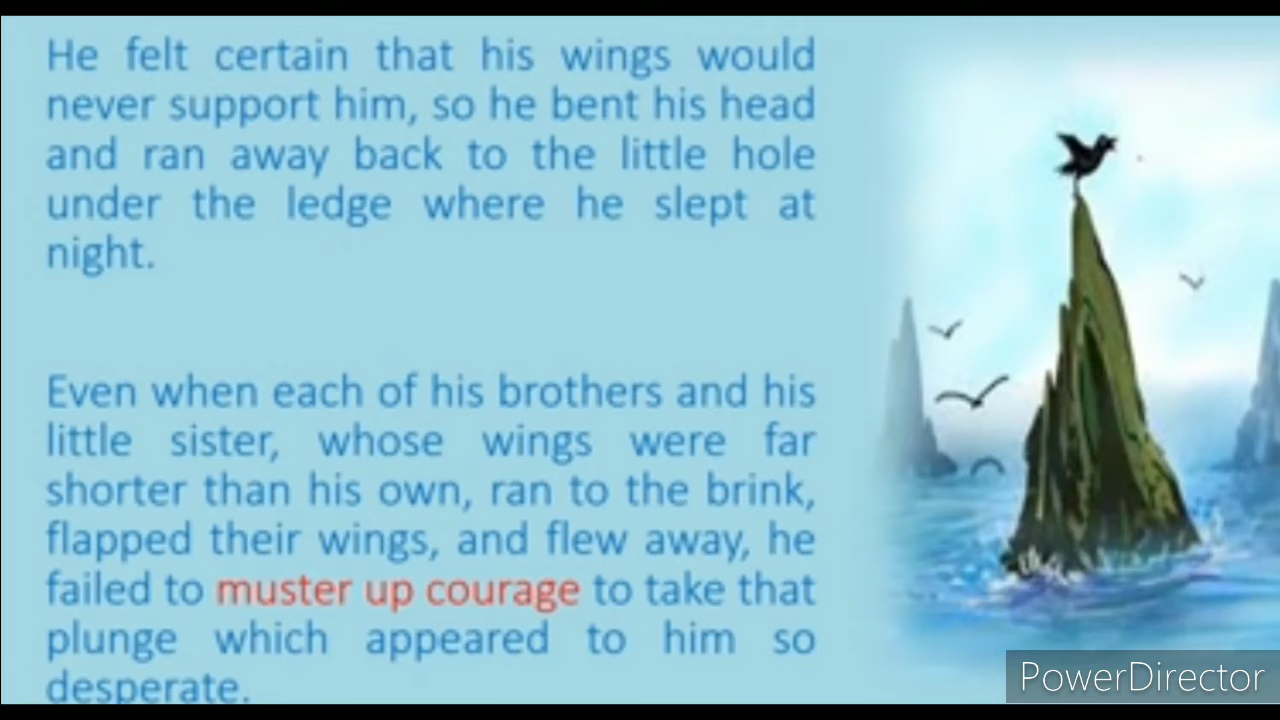 He felt certain that his wings would
never support him, so he bent his head
and ran away back to the little hole
under the ledge where he slept at
night.
Even when each of his brothers and his
little sister, whose wings were far
shorter than his own, ran to the brink,
flapped their wings, and flew away, he
failed to muster up courage to take that
plunge which appeared to him so
desperate.
PowerDirector